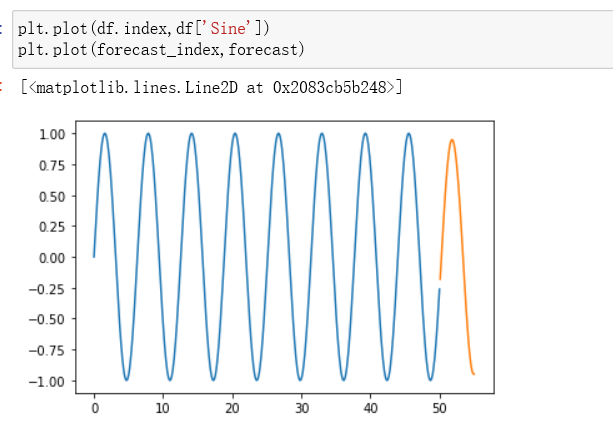 plt.plot(df.index,df['Sine'])
plt.plot(forecast_index,forecast)
[<matplotlib.lines.Line2D at 0x2083cb5b248>]
1.00
0.75
0.50
0.25
0.00
−0.25
−0.50
−0.75
−1.00
0 10 20 30 40 50